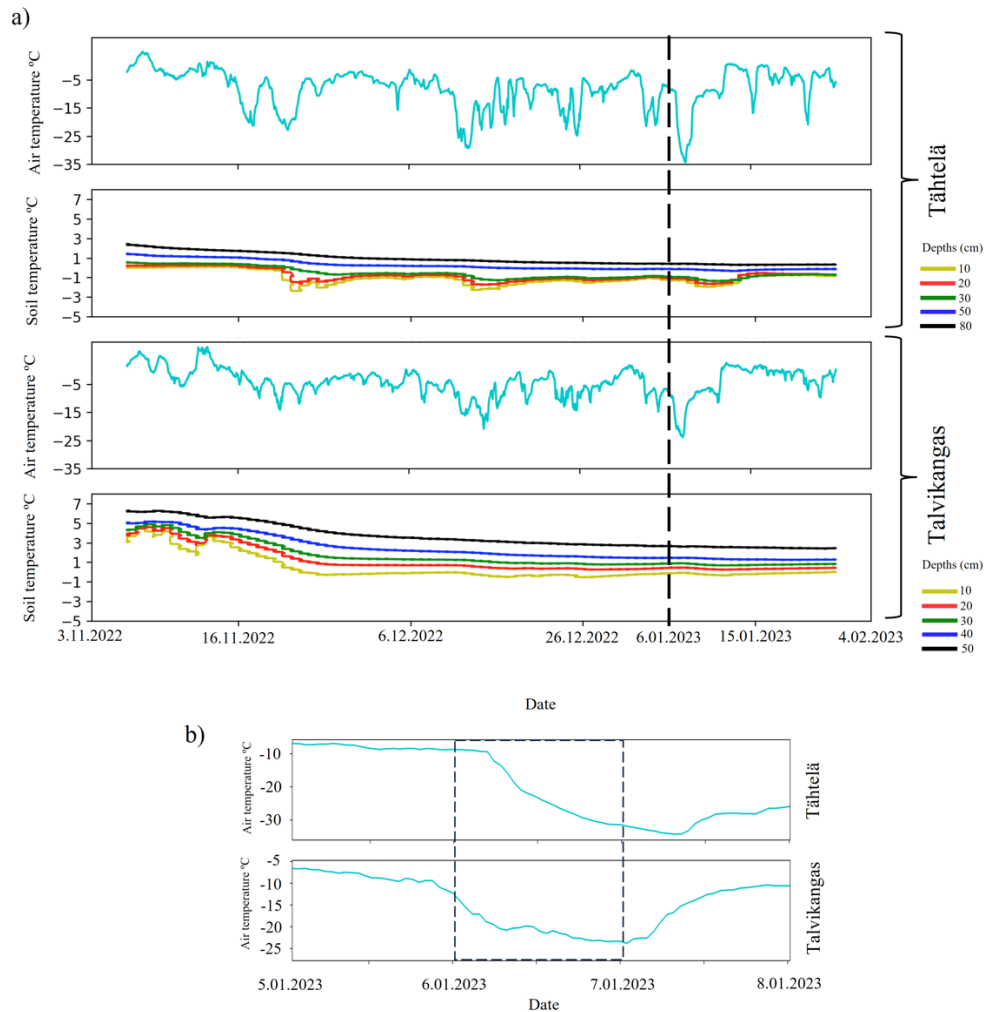 a)
Air temperature ºC
−5
−15
−25
−35
Soil temperature ºC
7
5
3
1
−1
−3
−5
Tähtelä
Depths (cm)
10
20
30
50
80
Air temperature ºC
−5
−15
−25
−35
Soil temperature ºC
7
5
3
1
−1
−3
−5
Talvikangas
Depths (cm)
10
20
30
40
50
3.11.2022 16.11.2022 6.12.2022 26.12.2022 6.01.2023 15.01.2023 4.02.2023
Date
b)
Air temperature ºC
-10
-20
-30
Tähtelä
Air temperature ºC
-5
-10
-15
-20
-25
Talvikangas
5.01.2023 6.01.2023 7.01.2023 8.01.2023
Date